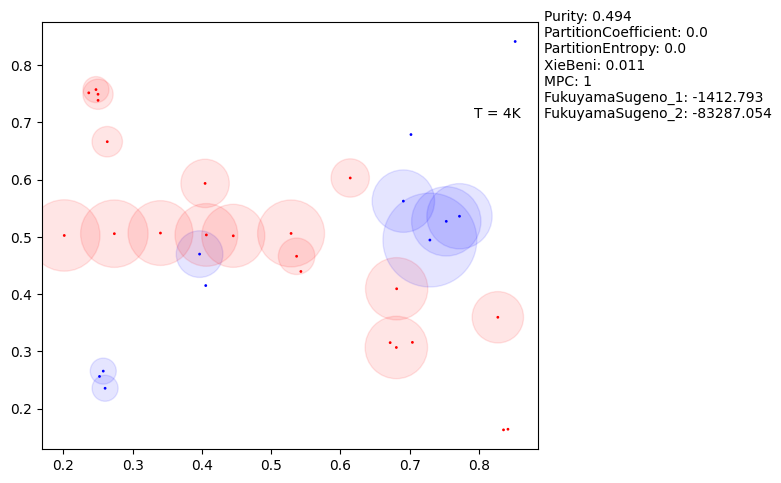 Purity: 0.494
PartitionCoefficient: 0.0
PartitionEntropy: 0.0
XieBeni: 0.011
MPC: 1
FukuyamaSugeno_1: -1412.793
FukuyamaSugeno_2: -83287.054
T = 4K
0.8
0.7
0.6
0.5
0.4
0.3
0.2
0.2 0.3 0.4 0.5 0.6 0.7 0.8